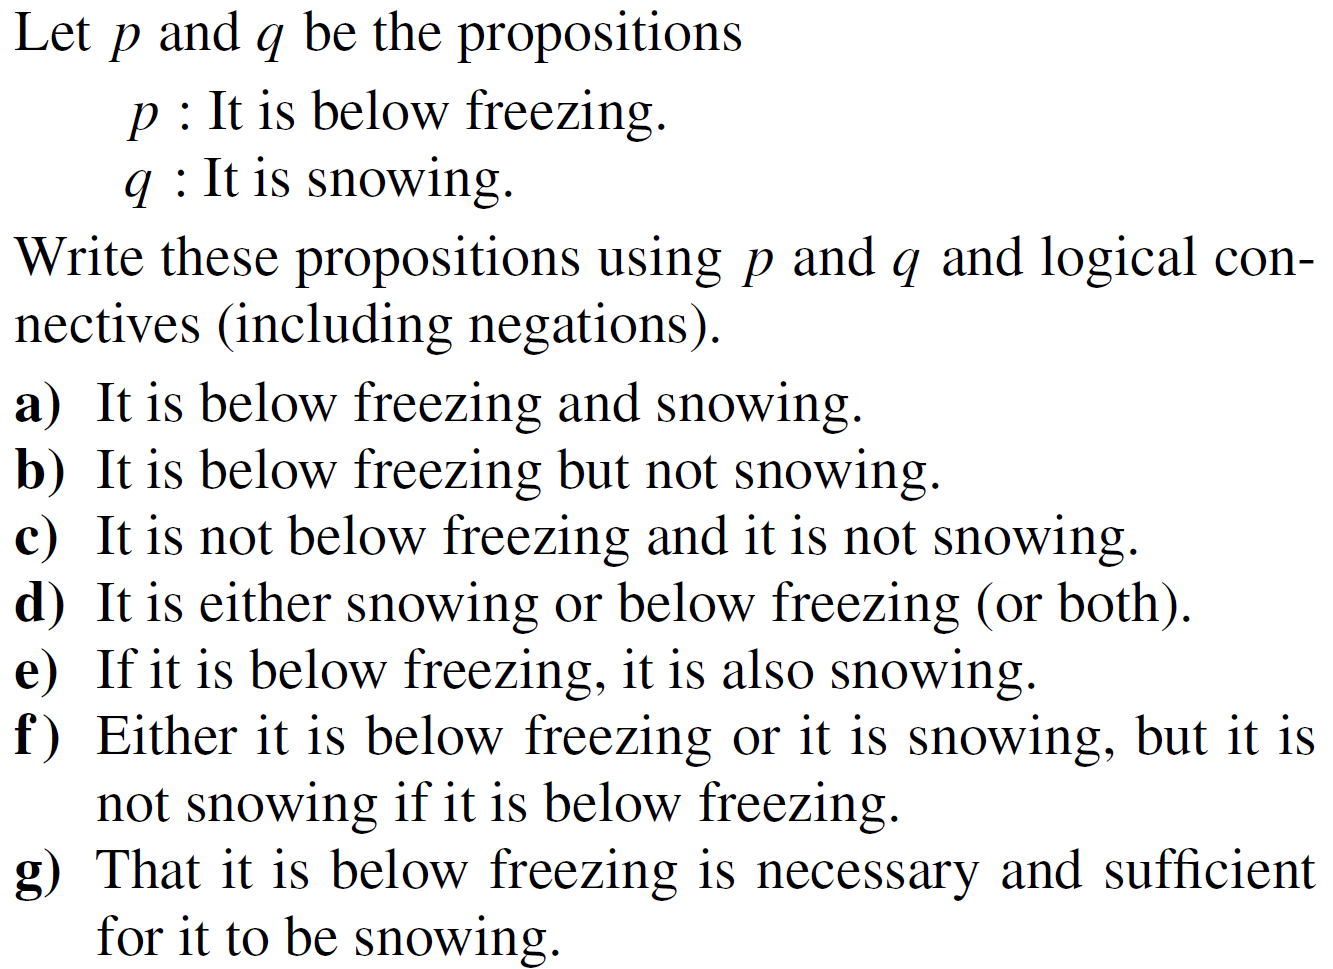 Let p and q be the propositions
p : It is below freezing.
q : It is snowing.
Write these propositions using p and q and logical con-
nectives (including negations).
a) It is below freezing and snowing.
b) It is below freezing but not snowing.
c) It is not below freezing and it is not snowing.
d) It is either snowing or below freezing (or both).
e) If it is below freezing, it is also snowing.
f) Either it is below freezing or it is snowing, but it is
not snowing if it is below freezing.
g) That it is below freezing is necessary and sufficient
for it to be snowing.